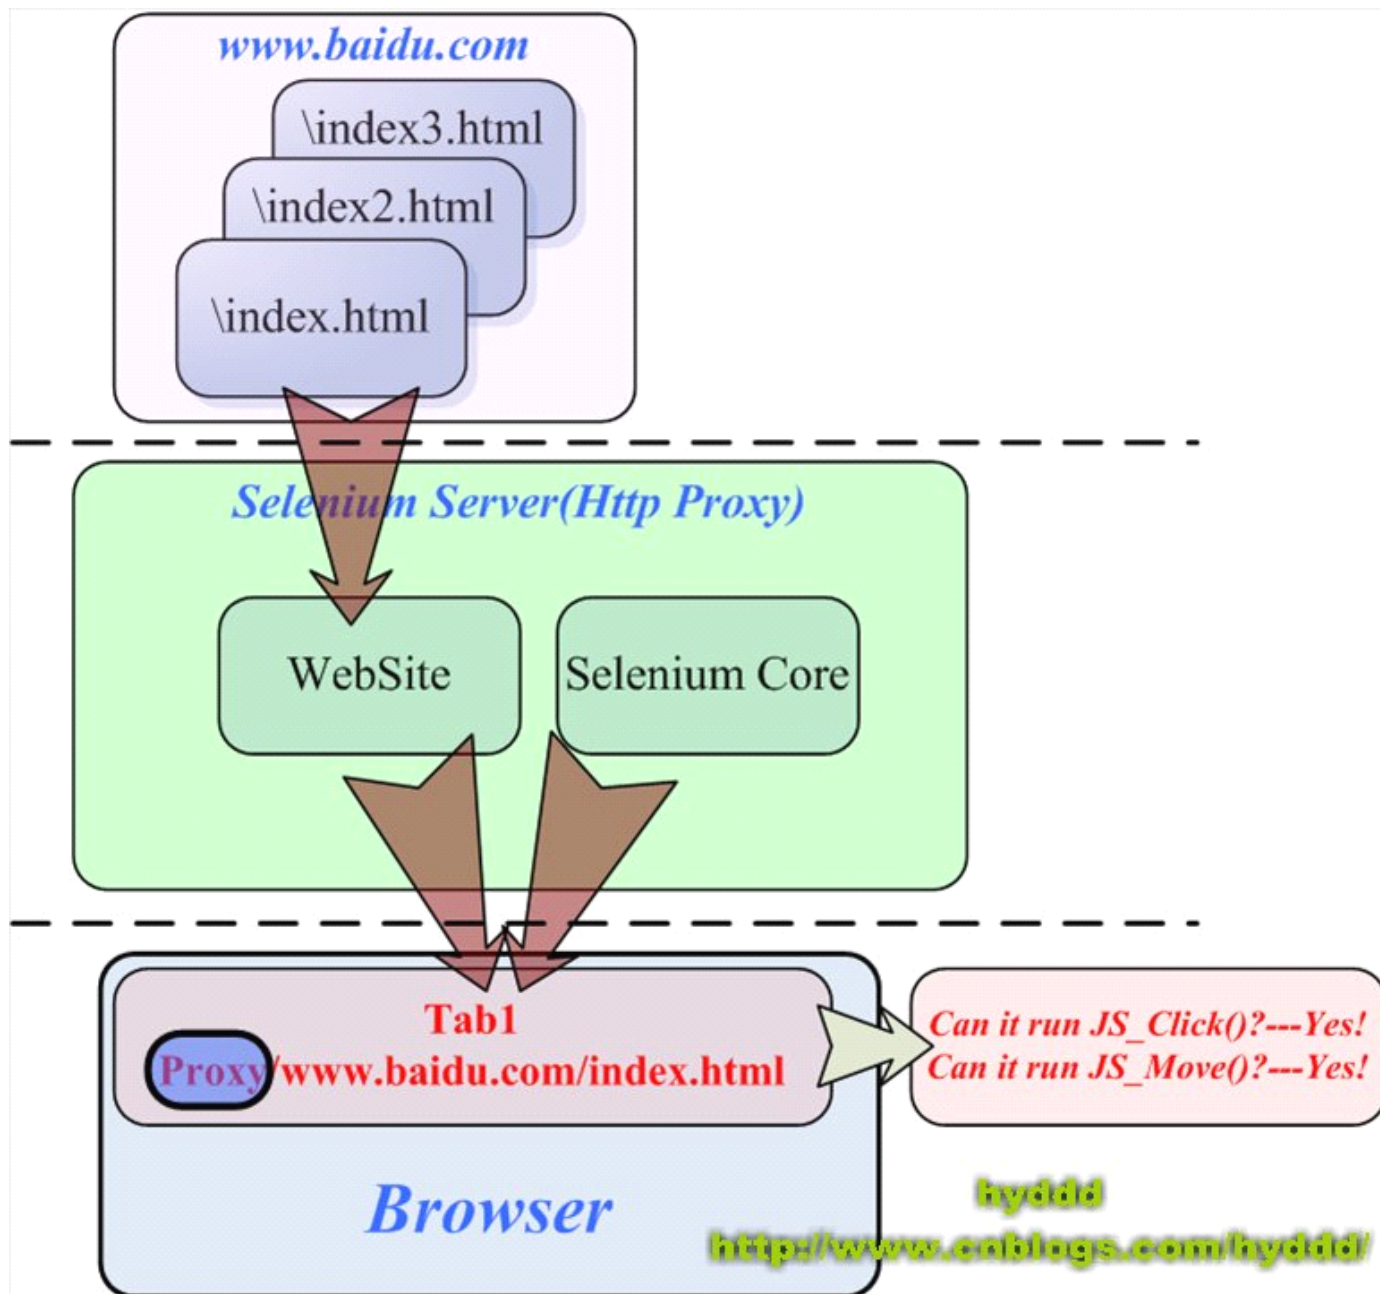 www.baidu.com
\index3.html
\index2.html
\index.html
Selenium Server(Http Proxy)
WebSite
Selenium Core
Tab1
Proxy/www.baidu.com/index.html
Can it run JS_Click()?---Yes!
Can it run JS_Move()?---Yes!
Browser
hyddd
http://www.cnblogs.com/hyddd/